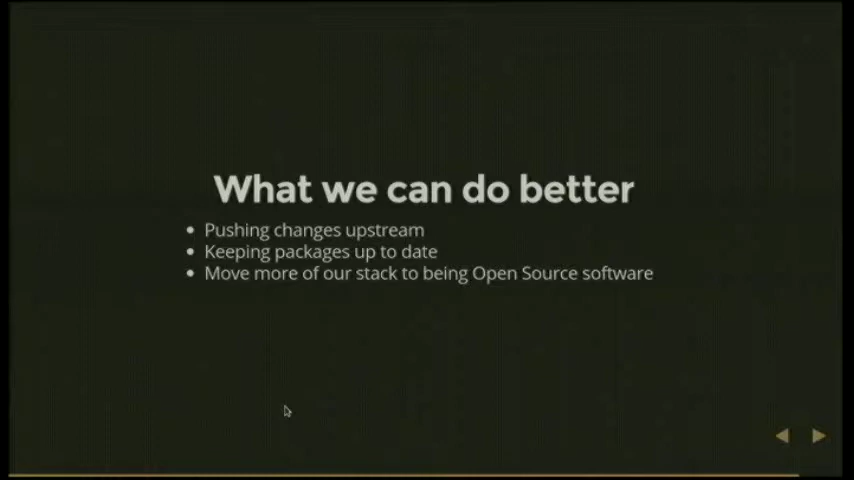 What we can do better
Pushing changes upstream
Keeping packages up to date
Move more of our stack to being Open Source software